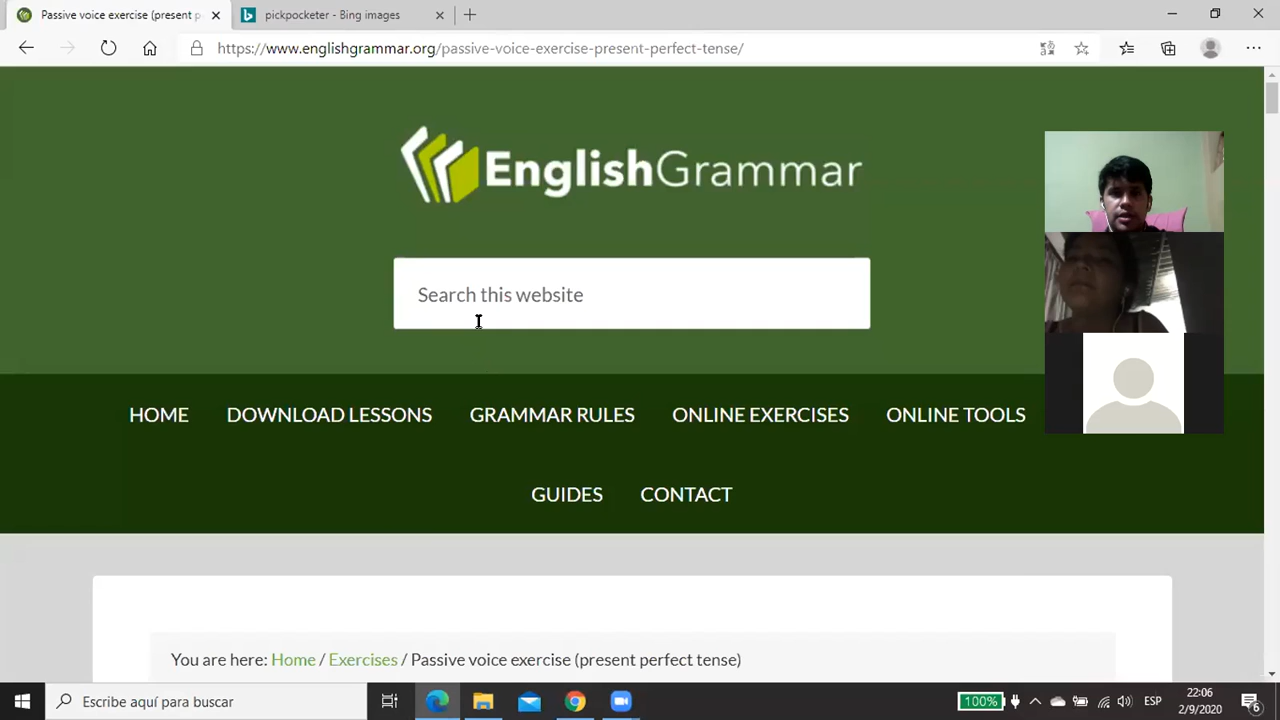 Passive voice exercise (present p
pickpocketer - Bing images
https://www.englishgrammar.org/passive-voice-exercise-present-perfect-tense/
EnglishGrammar
Search this website
HOME DOWNLOAD LESSONS GRAMMAR RULES ONLINE EXERCISES ONLINE TOOLS
GUIDES CONTACT
You are here: Home / Exercises / Passive voice exercise (present perfect tense)
Escribe aquí para buscar
100%
ESP
22:06
2/9/2020
6